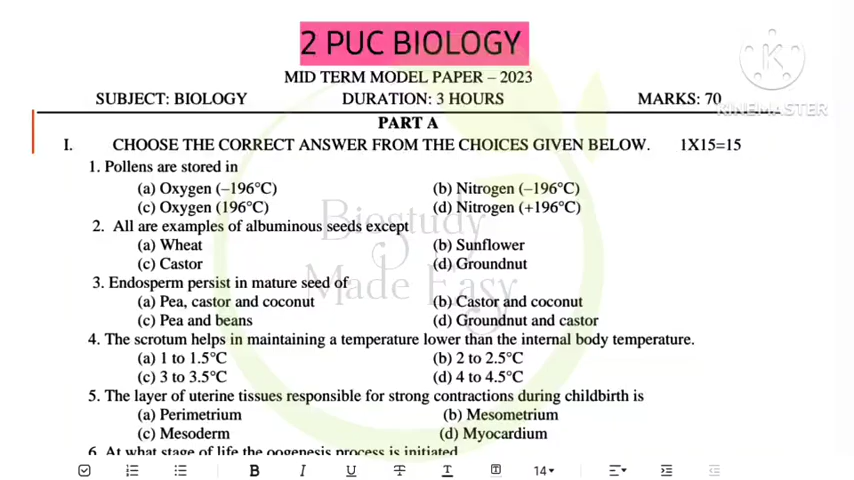 2 PUC BIOLOGY
MID TERM MODEL PAPER – 2023
SUBJECT: BIOLOGY DURATION: 3 HOURS MARKS: 70
KINEMASTER
PART A
I. CHOOSE THE CORRECT ANSWER FROM THE CHOICES GIVEN BELOW. 1X15=15
1. Pollens are stored in
(a) Oxygen (–196°C) (b) Nitrogen (–196°C)
(c) Oxygen (196°C) (d) Nitrogen (+196°C)
Biostudy
2. All are examples of albuminous seeds except
(a) Wheat (b) Sunflower
(c) Castor (d) Groundnut
Made Easy
3. Endosperm persist in mature seed of
(a) Pea, castor and coconut (b) Castor and coconut
(c) Pea and beans (d) Groundnut and castor
4. The scrotum helps in maintaining a temperature lower than the internal body temperature.
(a) 1 to 1.5°C (b) 2 to 2.5°C
(c) 3 to 3.5°C (d) 4 to 4.5°C
5. The layer of uterine tissues responsible for strong contractions during childbirth is
(a) Perimetrium (b) Mesometrium
(c) Mesoderm (d) Myocardium
6. At what stage of life the oogenesis process is initiated
B I U T T T 14